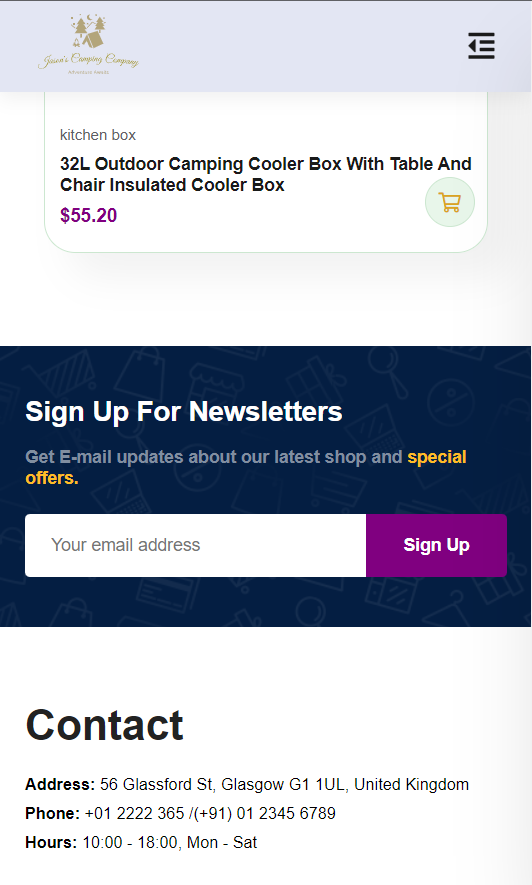 Jason's Camping Company
Adventure Awaits
kitchen box
32L Outdoor Camping Cooler Box With Table And
Chair Insulated Cooler Box
$55.20
Sign Up For Newsletters
Get E-mail updates about our latest shop and special
offers.
Your email address
Sign Up
Contact
Address: 56 Glassford St, Glasgow G1 1UL, United Kingdom
Phone: +01 2222 365 /(+91) 01 2345 6789
Hours: 10:00 - 18:00, Mon - Sat